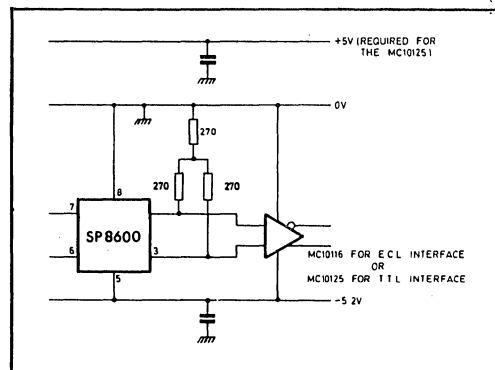 +5V (REQUIRED FOR
THE MC10125)
0V
270
270
270
8
7
SP8600
6
3
5
MC10116 FOR ECL INTERFACE
OR
MC10125 FOR TTL INTERFACE
-5 2V